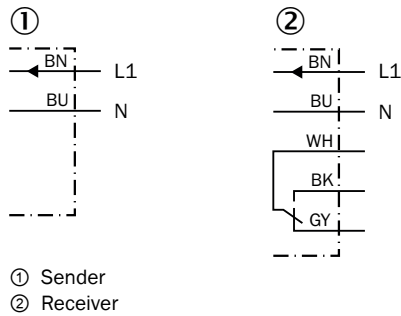 ① ②
BN L1 BN L1
BU N BU N
WH
BK
GY
① Sender
② Receiver